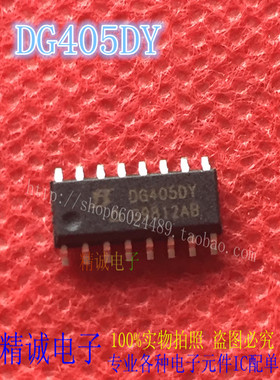 DG405DY
DG405DY
9812AB
http://shop66024489.taobao.com
精诚电子
精诚电子
100%实物拍照 盗图必究
专业各种电子元件IC配单